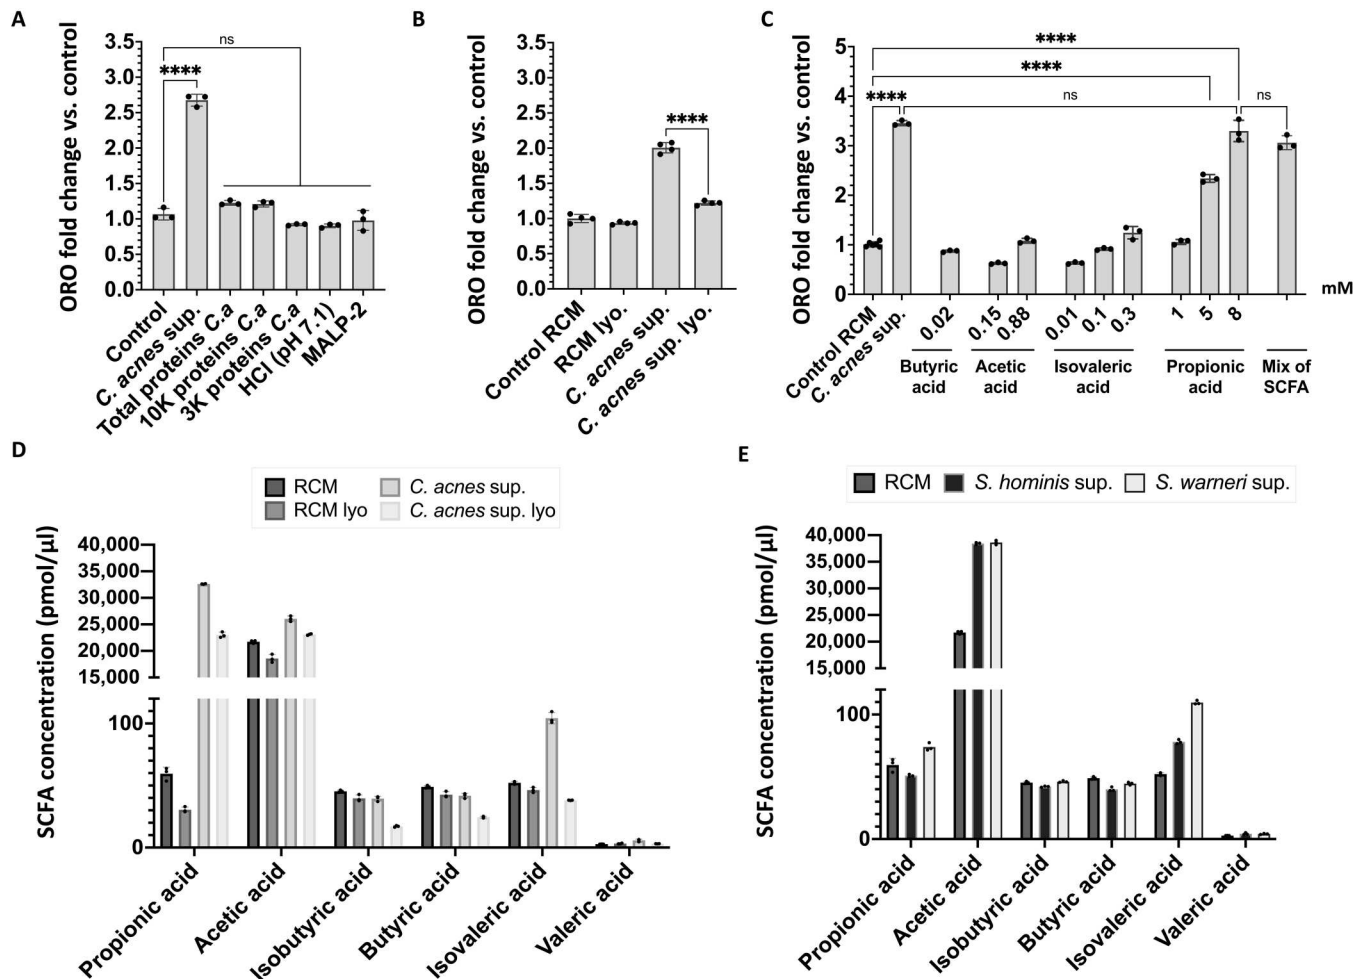 A
ORO fold change vs. control
3.5
3.0
2.5
2.0
1.5
1.0
0.5
0.0
ns
****
Control
C. acnes sup.
Total proteins C.a
10K proteins C.a
3K proteins C.a
HCl (pH 7.1)
MALP-2
B
ORO fold change vs. control
3.5
3.0
2.5
2.0
1.5
1.0
0.5
0.0
****
Control RCM
RCM lyo.
C. acnes sup.
C. acnes sup. lyo.
C
ORO fold change vs. control
5
4
3
2
1
0
****
****
****
ns
ns
mM
Control RCM
C. acnes sup.
0.02
0.15
0.88
0.01
0.1
0.3
1
5
8
Butyric
acid
Acetic
acid
Isovaleric
acid
Propionic
acid
Mix of
SCFA
D
RCM
C. acnes sup.
RCM lyo
C. acnes sup. lyo
SCFA concentration (pmol/µl)
40,000
35,000
30,000
25,000
20,000
15,000
100
0
Propionic acid
Acetic acid
Isobutyric acid
Butyric acid
Isovaleric acid
Valeric acid
E
RCM
S. hominis sup.
S. warneri sup.
SCFA concentration (pmol/µl)
40,000
35,000
30,000
25,000
20,000
15,000
100
0
Propionic acid
Acetic acid
Isobutyric acid
Butyric acid
Isovaleric acid
Valeric acid